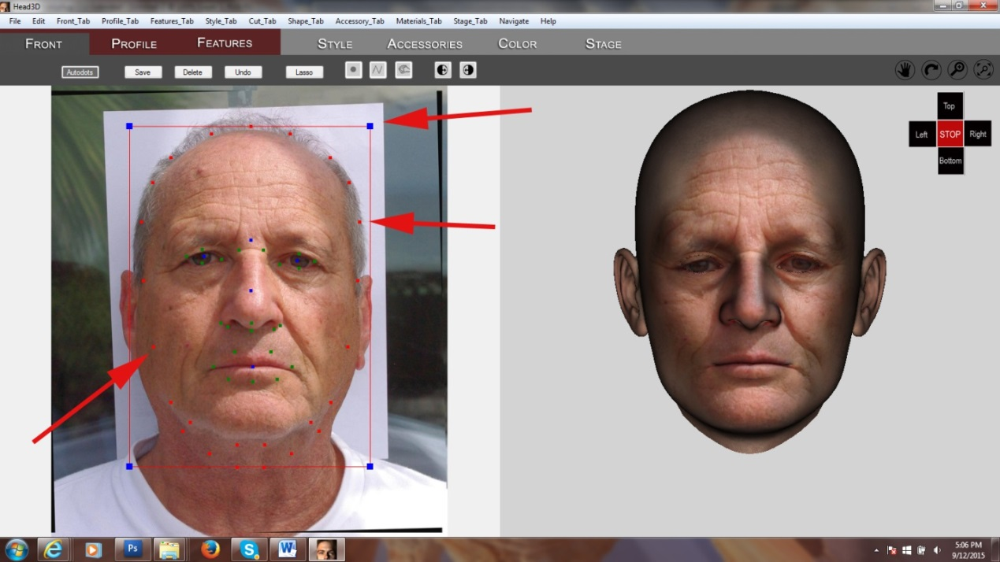 Head3D
File Edit Front_Tab Profile_Tab Features_Tab Style_Tab Cut_Tab Shape_Tab Accessory_Tab Materials_Tab Stage_Tab Navigate Help
FRONT PROFILE FEATURES STYLE ACCESSORIES COLOR STAGE
Autodots Save Delete Undo Lasso
Top
Left STOP Right
Bottom
Ps
5:06 PM
9/12/2015